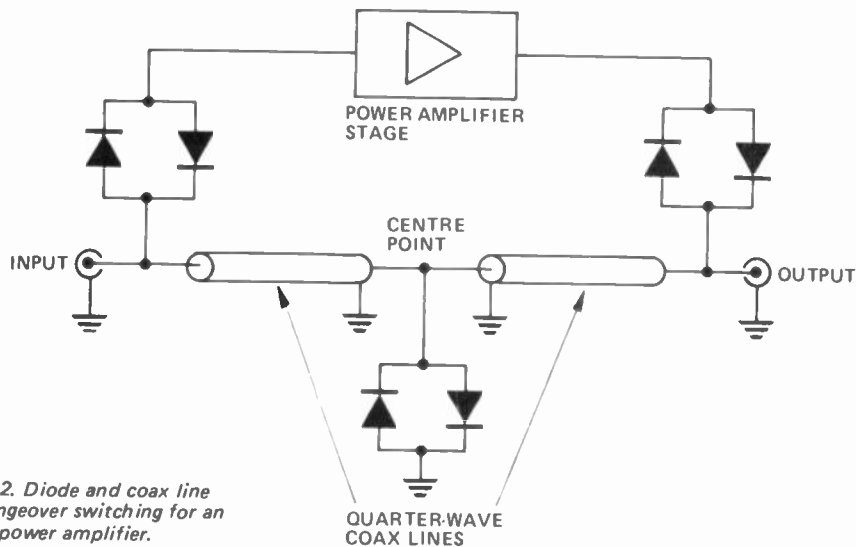 POWER AMPLIFIER
STAGE
CENTRE
POINT
INPUT
OUTPUT
2. Diode and coax line
ngeover switching for an
power amplifier.
QUARTER-WAVE
COAX LINES